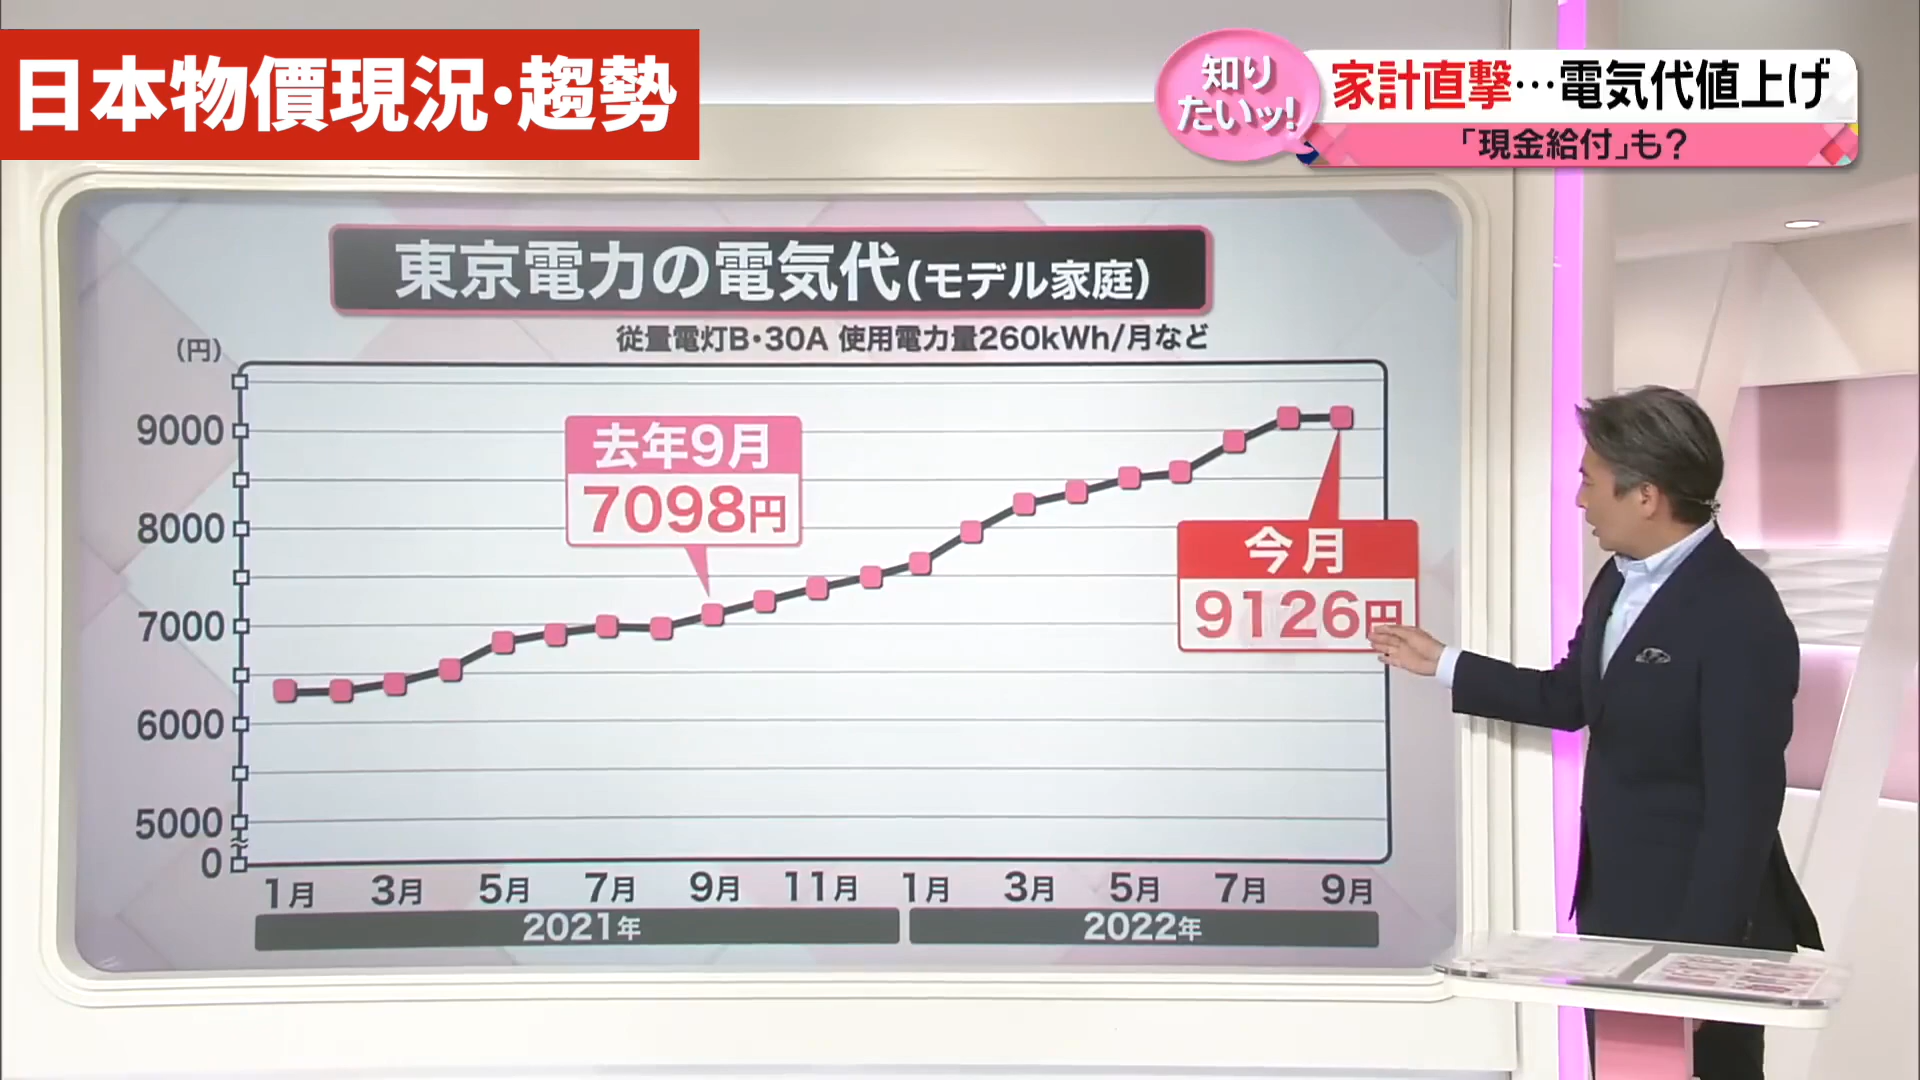 日本物價現況・趨勢
知り
たいッ!
家計直撃…電気代値上げ
「現金給付」も?
東京電力の電気代(モデル家庭)
従量電灯B・30A 使用電力量260kWh/月など
(円)
9000
8000
7000
6000
5000
0
去年9月
7098円
今月
9126円
1月 3月 5月 7月 9月 11月 1月 3月 5月 7月 9月
2021年 2022年